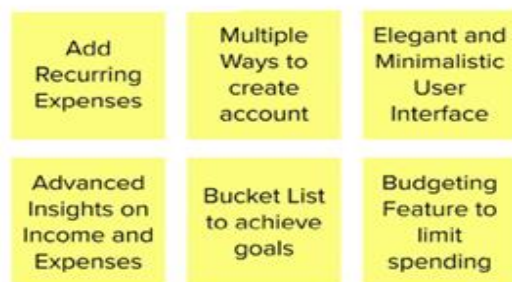 Add
Recurring
Expenses
Multiple
Ways to
create
account
Elegant and
Minimalistic
User
Interface
Advanced
Insights on
Income and
Expenses
Bucket List
to achieve
goals
Budgeting
Feature to
limit
spending